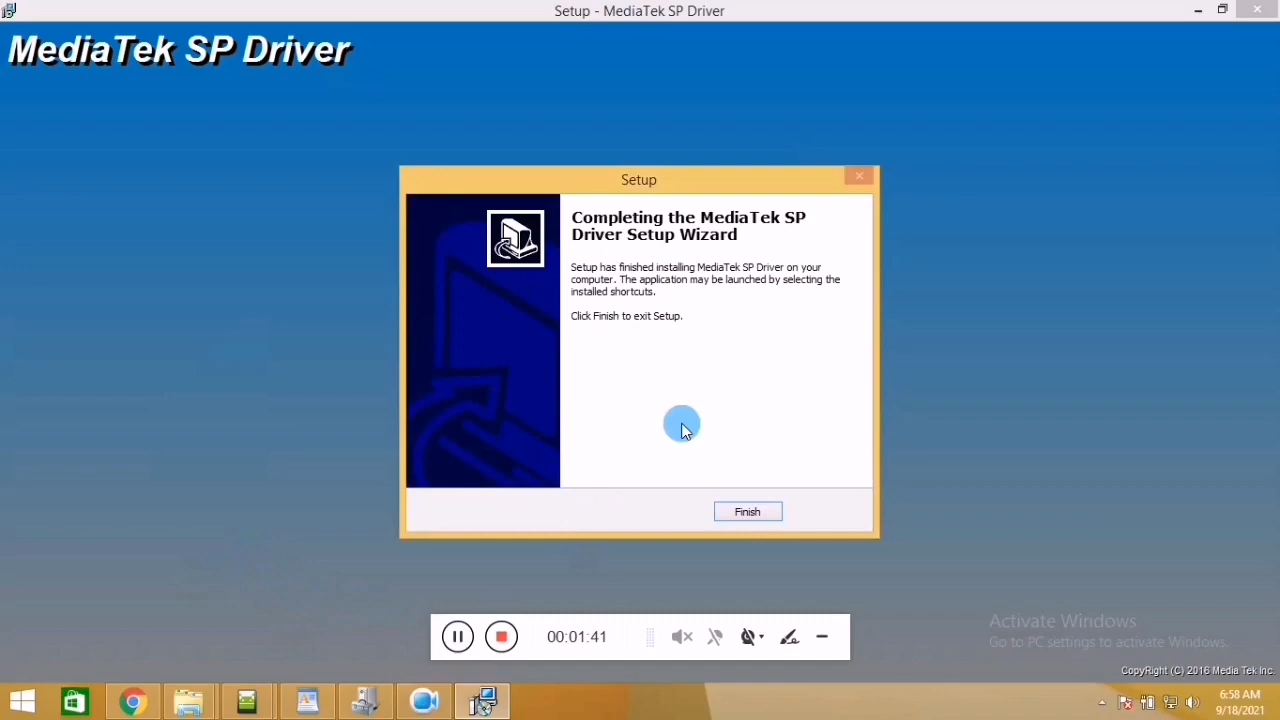 Setup - MediaTek SP Driver
MediaTek SP Driver
Setup
Completing the MediaTek SP
Driver Setup Wizard
Setup has finished installing MediaTek SP Driver on your
computer. The application may be launched by selecting the
installed shortcuts.
Click Finish to exit Setup.
Finish
00:01:41
Activate Windows
Go to PC settings to activate Windows.
CopyRight (C) 2016 Media Tek Inc.
6:58 AM
9/18/2021